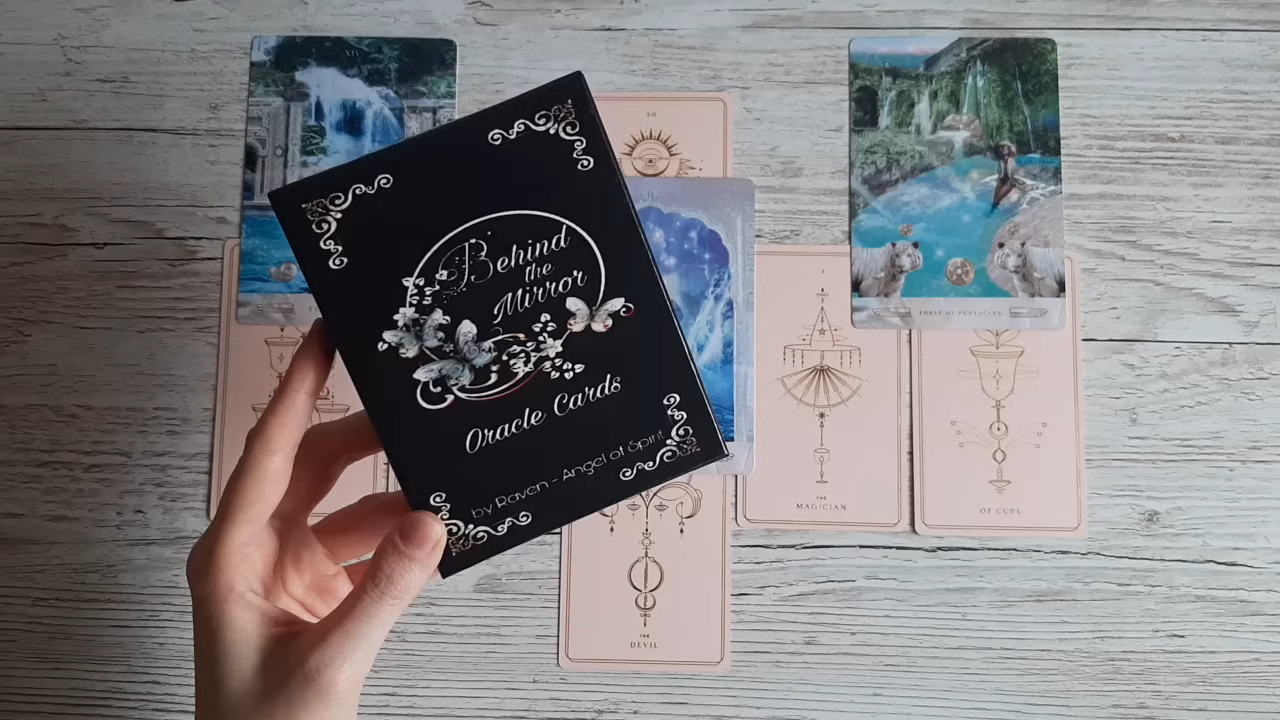 Behind
the
Mirror
Oracle Cards
by Raven - Angel of Spirit
20
THREE OF PENTACLES
I
THE
MAGICIAN
OF CUPS
THE
DEVIL